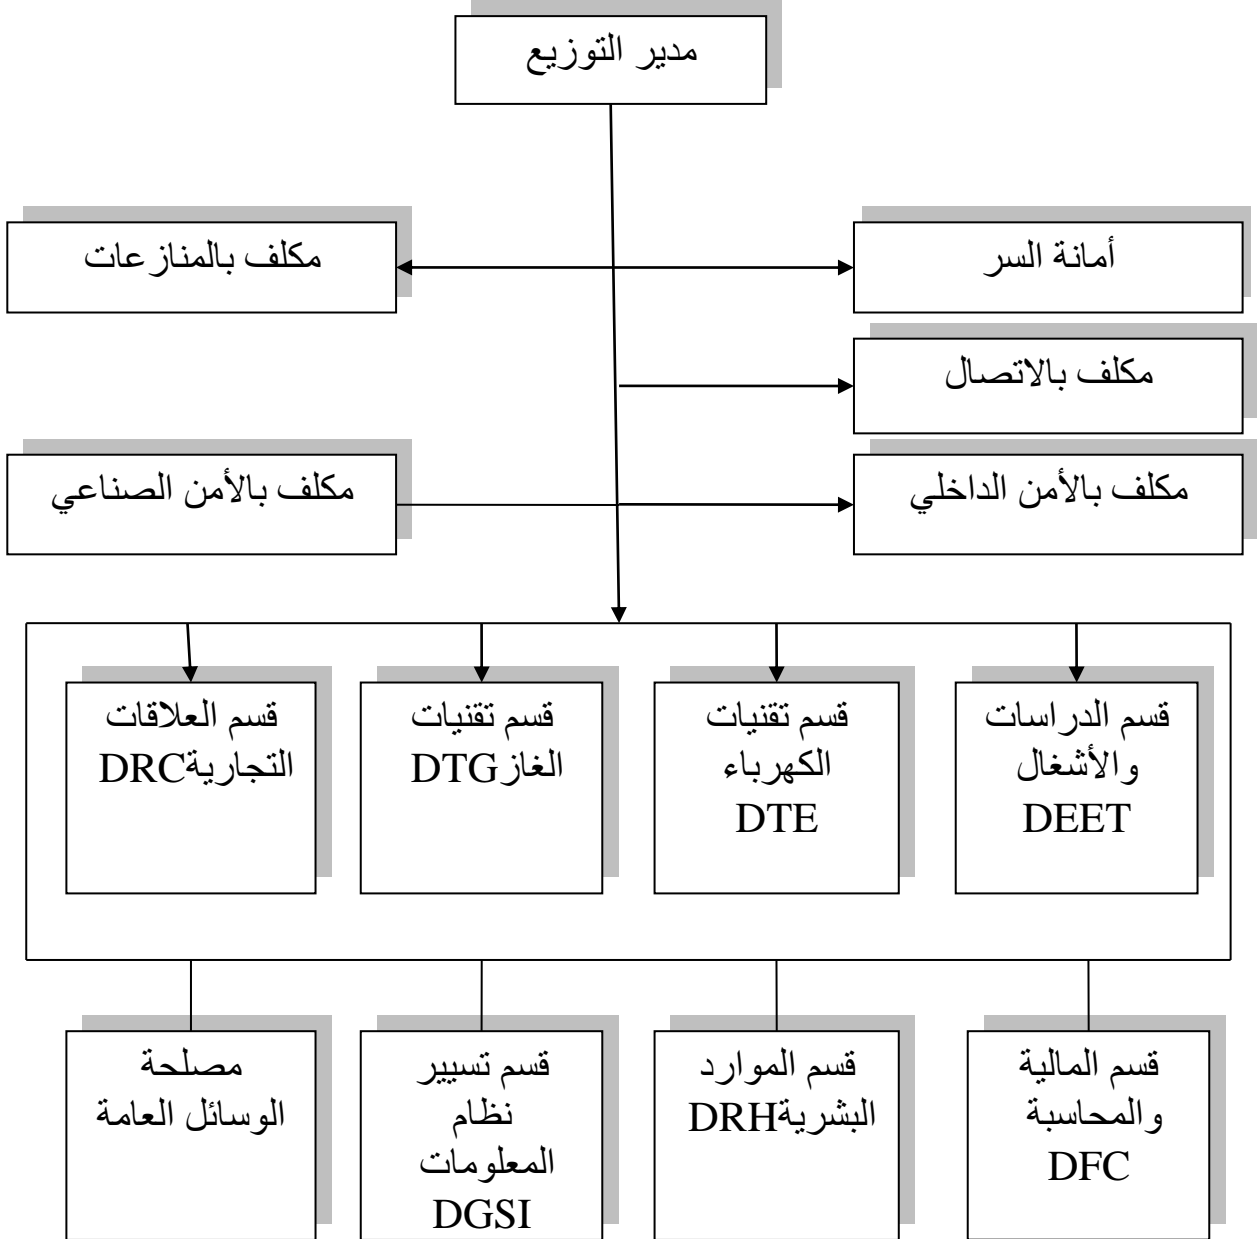 مدير التوزيع
أمانة السر
مكلف بالمنازعات
مكلف بالاتصال
مكلف بالأمن الداخلي
مكلف بالأمن الصناعي
قسم الدراسات
والأشغال
DEET
قسم تقنيات
الكهرباء
DTE
قسم تقنيات
الغازDTG
قسم العلاقات
التجاريةDRC
قسم المالية
والمحاسبة
DFC
قسم الموارد
البشريةDRH
قسم تسيير
نظام
المعلومات
DGSI
مصلحة
الوسائل العامة